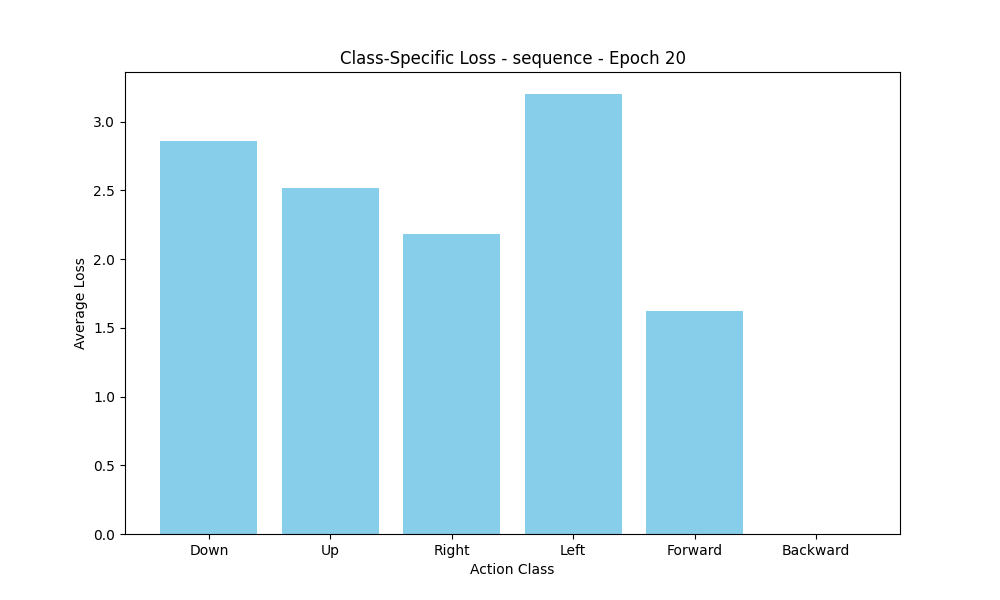 Class-Specific Loss - sequence - Epoch 20
Average Loss
3.0
2.5
2.0
1.5
1.0
0.5
0.0
Down Up Right Left Forward Backward
Action Class